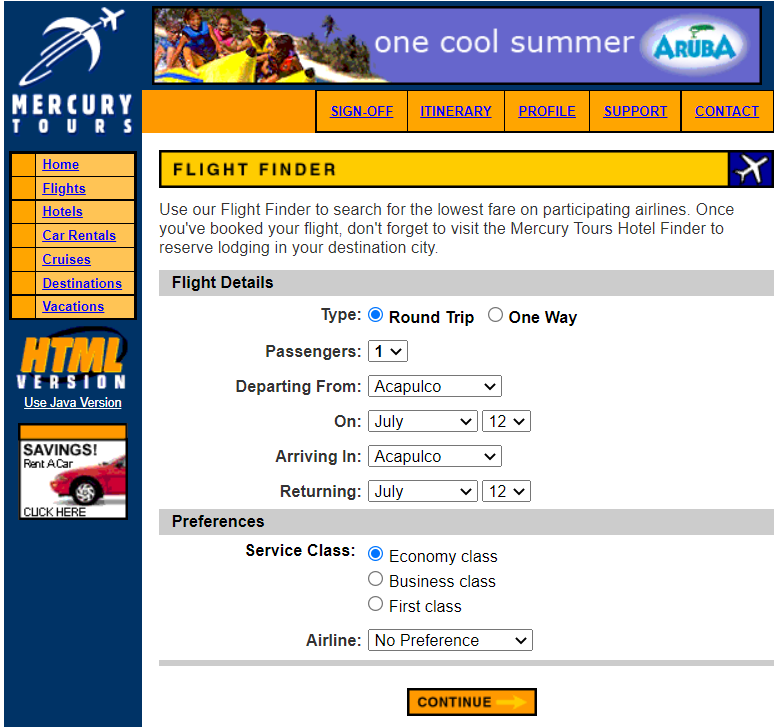 MERCURY
TOURS
one cool summer ARUBA
SIGN-OFF ITINERARY PROFILE SUPPORT CONTACT
Home
Flights
Hotels
Car Rentals
Cruises
Destinations
Vacations
HTML
VERSION
Use Java Version
SAVINGS!
Rent A Car
CLICK HERE
FLIGHT FINDER
Use our Flight Finder to search for the lowest fare on participating airlines. Once
you've booked your flight, don't forget to visit the Mercury Tours Hotel Finder to
reserve lodging in your destination city.
Flight Details
Type: Round Trip One Way
Passengers: 1
Departing From: Acapulco
On: July 12
Arriving In: Acapulco
Returning: July 12
Preferences
Service Class: Economy class
Business class
First class
Airline: No Preference
CONTINUE